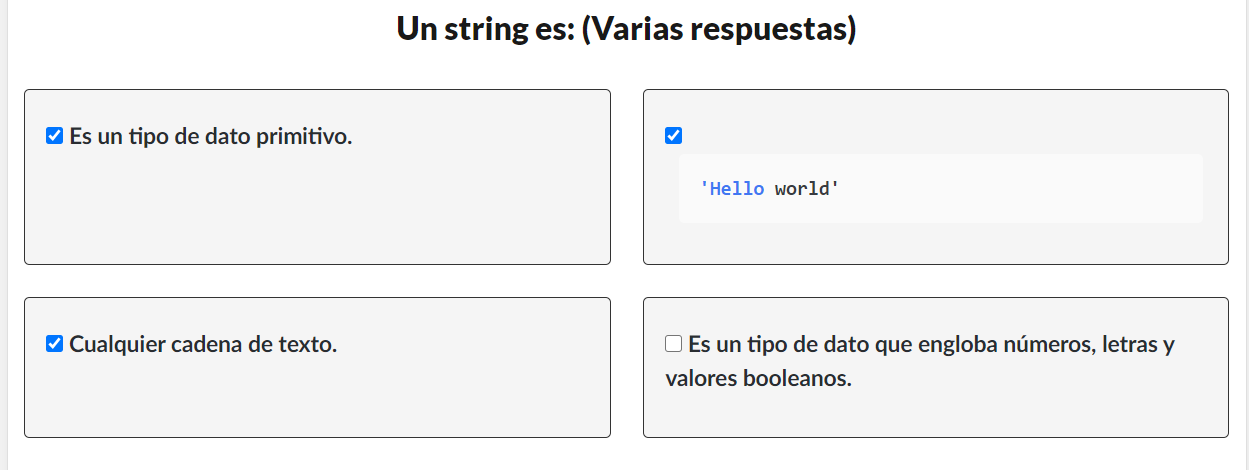 Un string es: (Varias respuestas)
Es un tipo de dato primitivo.
'Hello world'
Cualquier cadena de texto.
Es un tipo de dato que engloba números, letras y
valores booleanos.